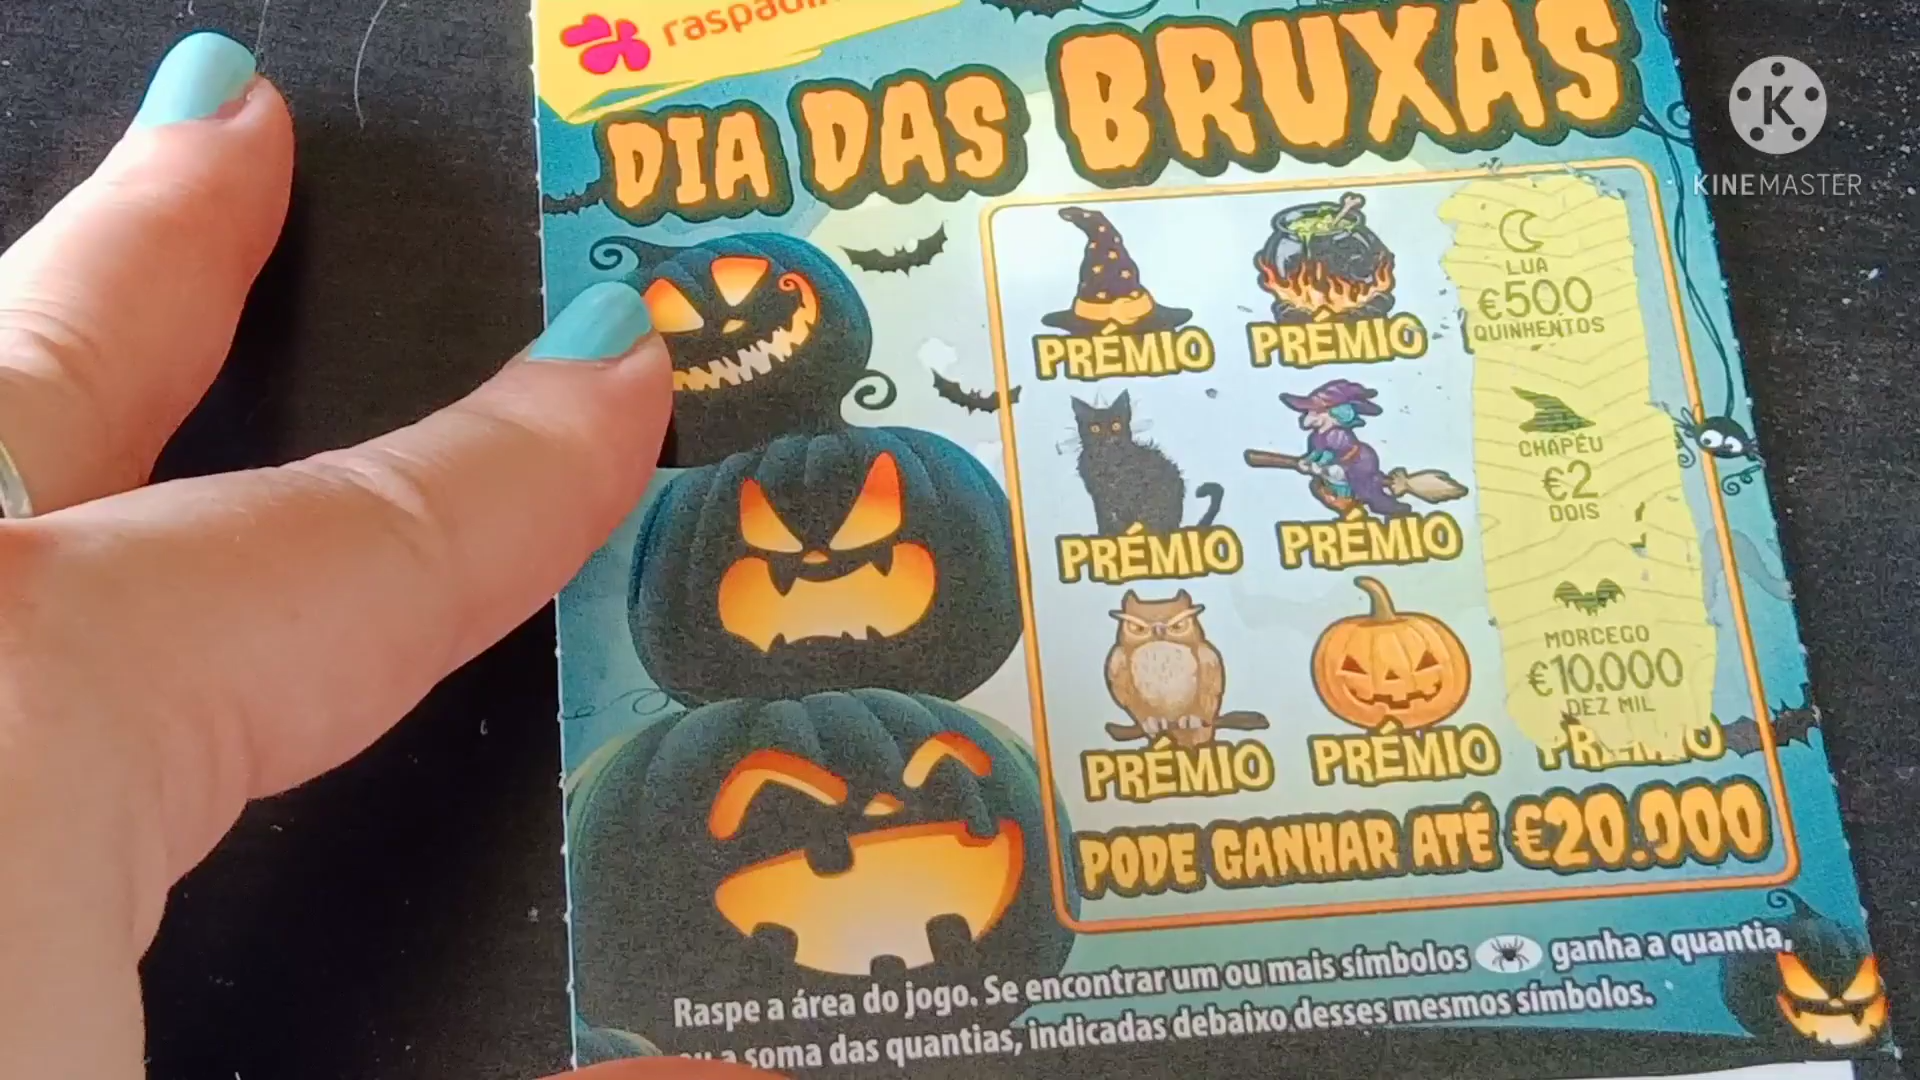 DIA DAS BRUXAS
KINEMASTER
LUA
€500
QUINHENTOS
PRÉMIO
PRÉMIO
CHAPÉU
€2
DOIS
PRÉMIO
PRÉMIO
MORCEGO
€10.000
DEZ MIL
PRÉMIO
PRÉMIO
PRÉMIO
PODE GANHAR ATÉ €20.000
Raspe a área do jogo. Se encontrar um ou mais símbolos ganha a quantia,
ou a soma das quantias, indicadas debaixo desses mesmos símbolos.